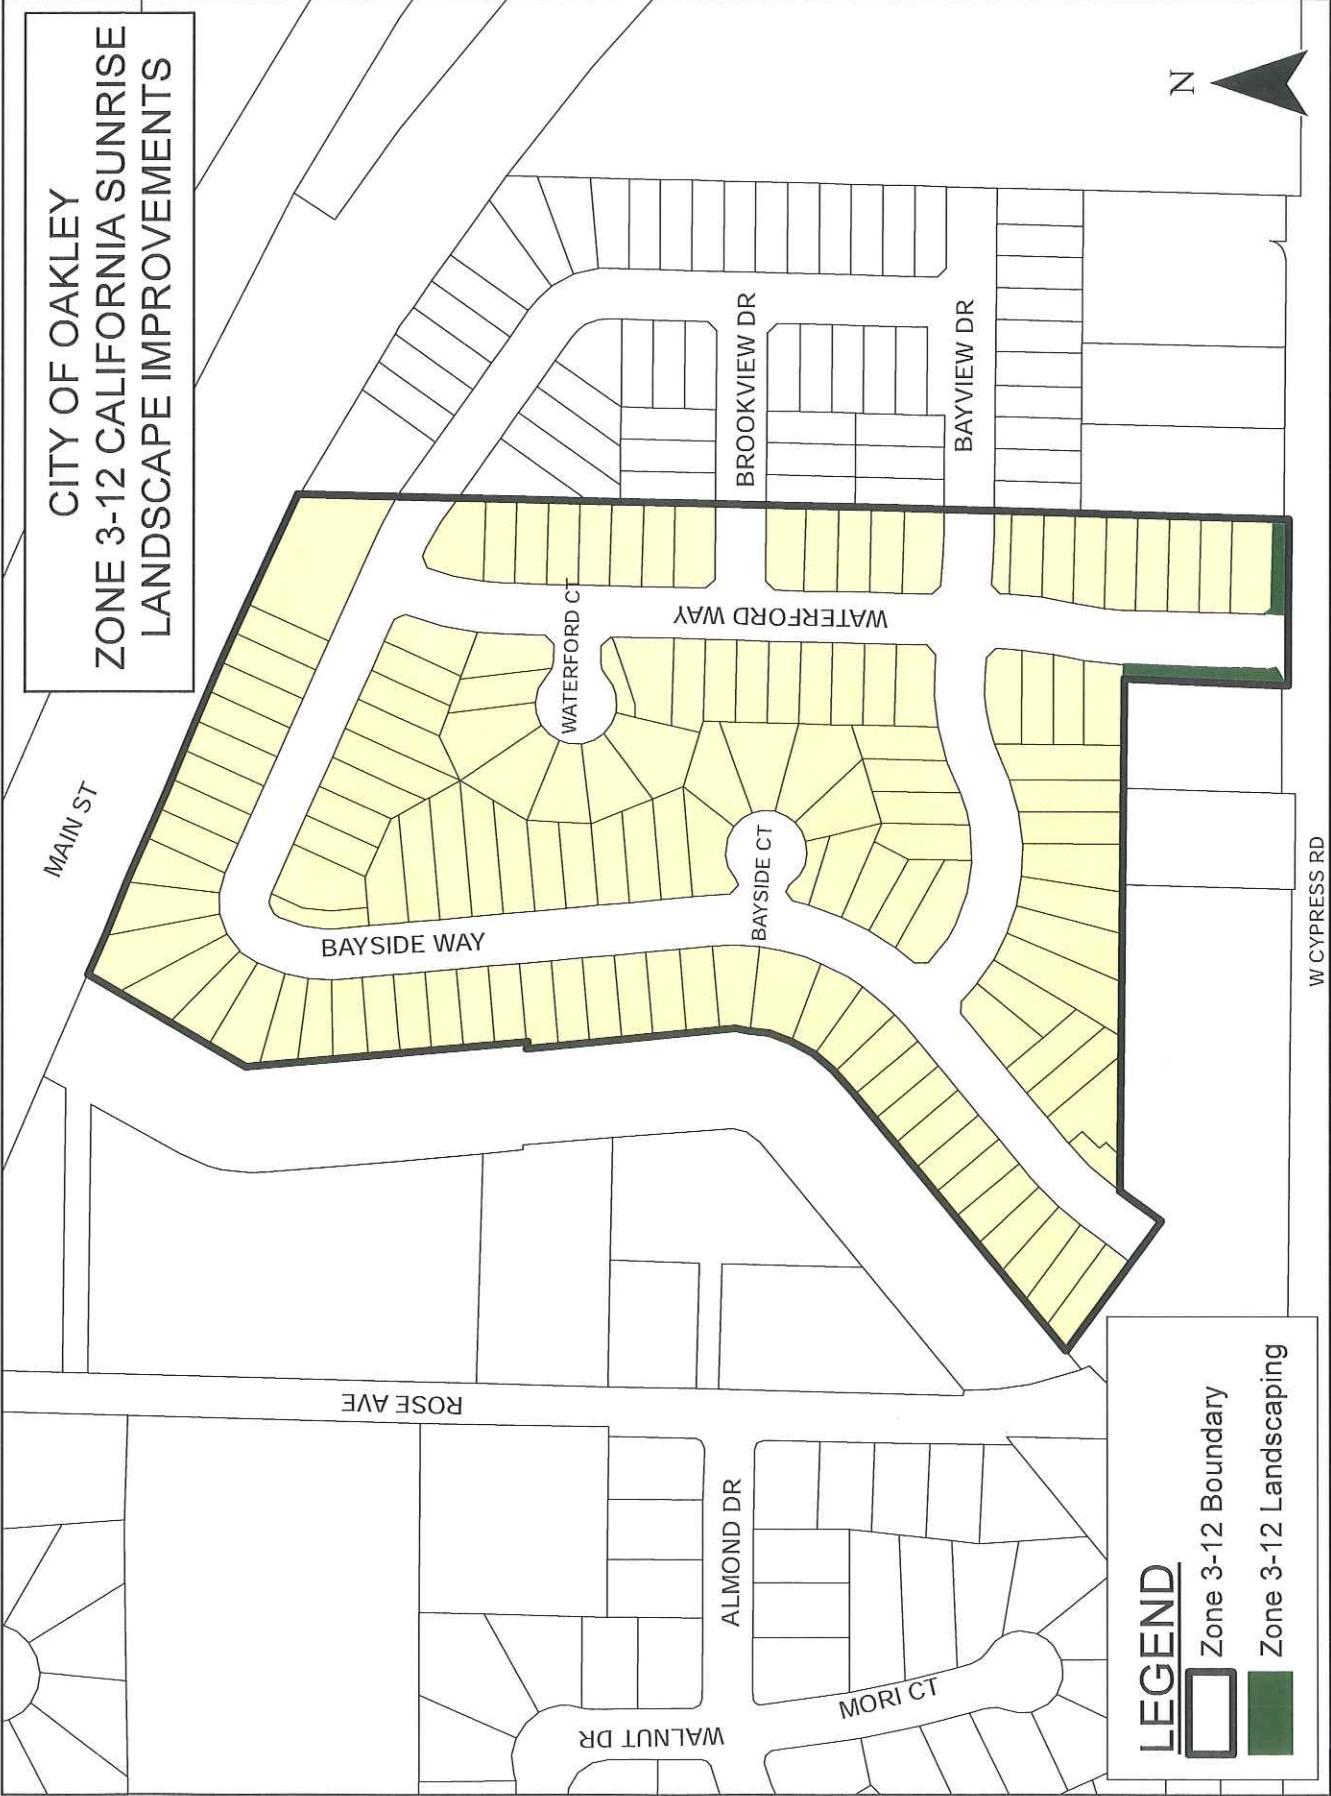 CITY OF OAKLEY
ZONE 3-12 CALIFORNIA SUNRISE
LANDSCAPE IMPROVEMENTS
N
MAIN ST
BROOKVIEW DR
BAYVIEW DR
WATERFORD CT
WATERFORD WAY
BAYSIDE CT
BAYSIDE WAY
W CYPRESS RD
ROSE AVE
ALMOND DR
MORI CT
WALNUT DR
LEGEND
Zone 3-12 Boundary
Zone 3-12 Landscaping